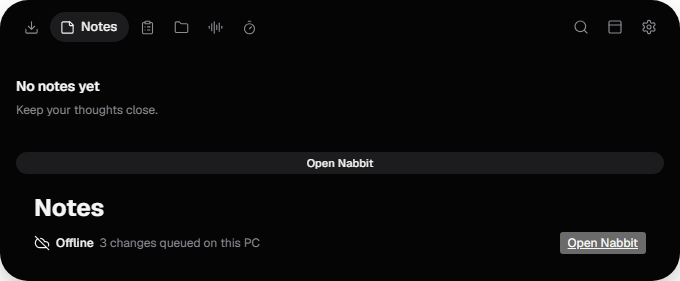 Notes
No notes yet
Keep your thoughts close.
Open Nabbit
Notes
Offline 3 changes queued on this PC
Open Nabbit